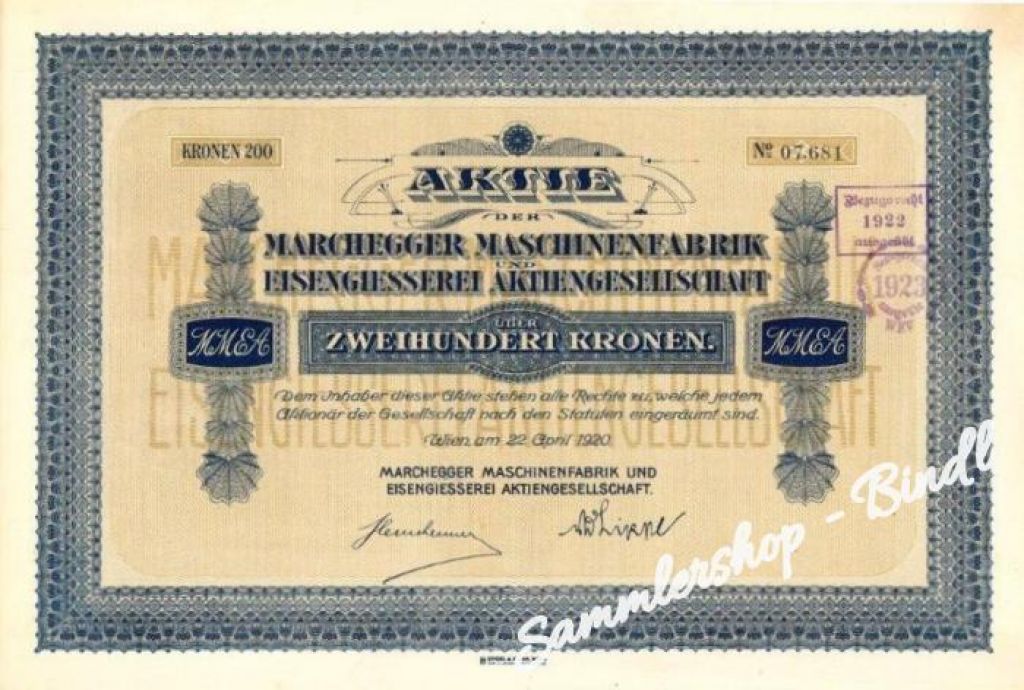 KRONEN 200
Nº 07,681
AKTIE
DER
MARCHEGGER MASCHINENFABRIK
UND
EISENGIESSEREI AKTIENGESELLSCHAFT
Bezugsrecht
1922
ausgeübt
1923
MMEA
ÜBER
ZWEIHUNDERT KRONEN.
MMEA
Dem Inhaber dieser Aktie stehen alle Rechte zu, welche jedem
Aktionär der Gesellschaft nach den Statuten eingeräumt sind.
Wien, am 22 April 1920.
MARCHEGGER MASCHINENFABRIK UND
EISENGIESSEREI AKTIENGESELLSCHAFT.
Sammlershop - Bindl